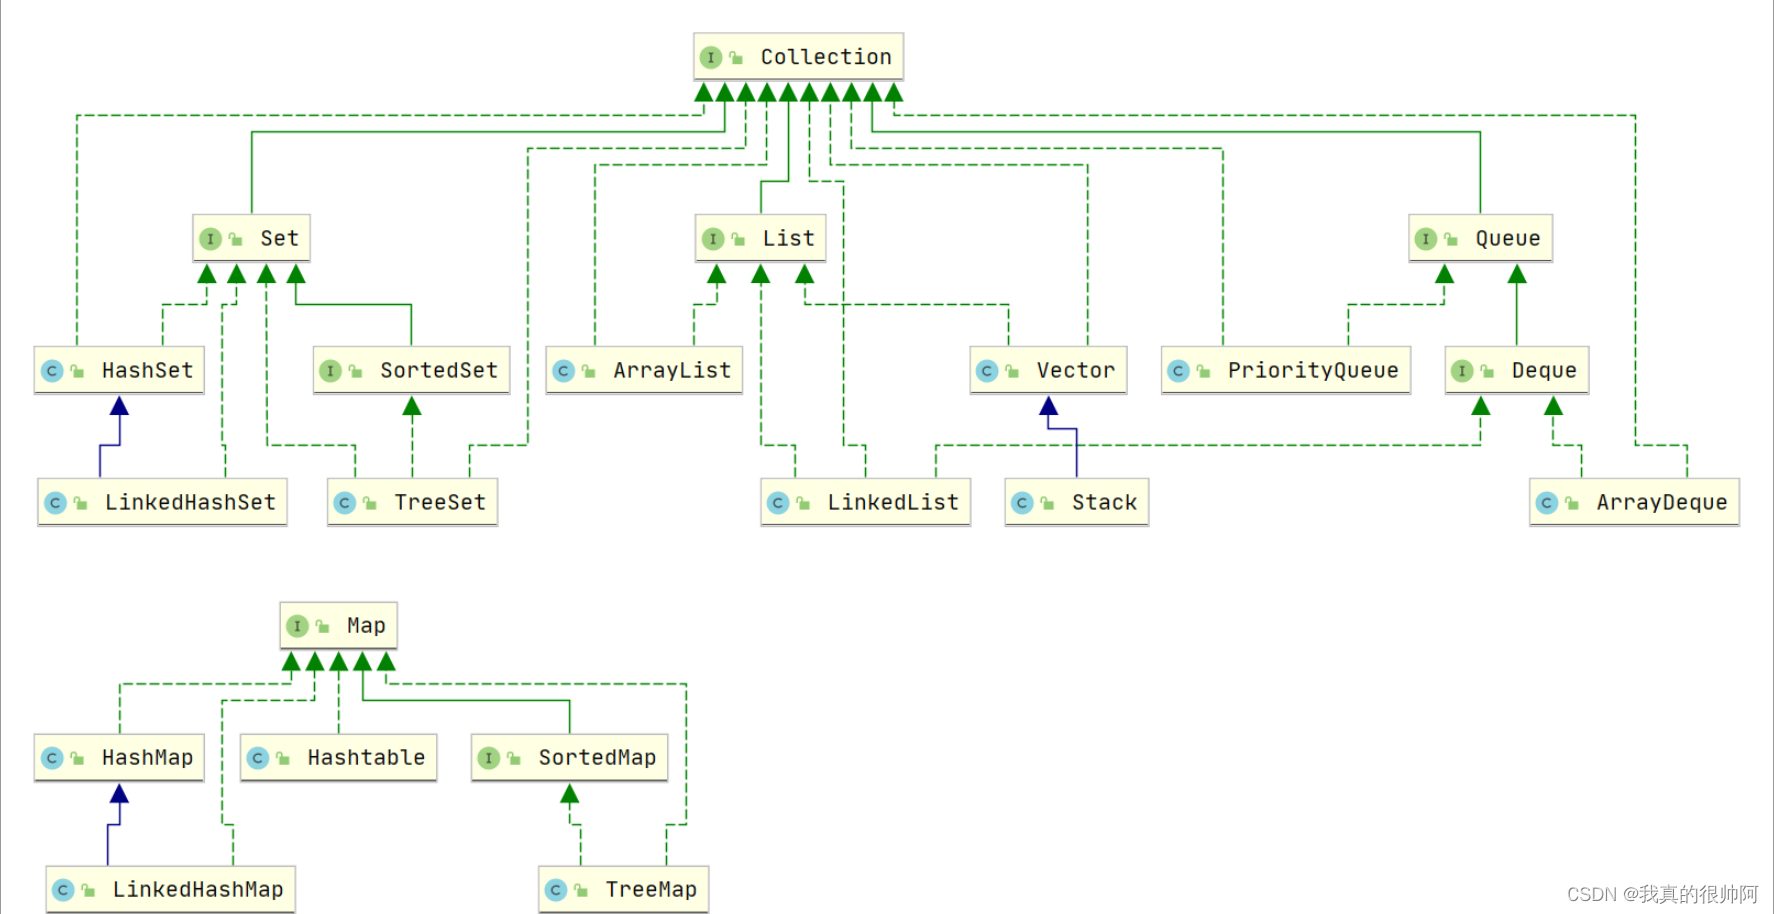 I Collection
I Set
I List
I Queue
C HashSet
I SortedSet
C ArrayList
C Vector
C PriorityQueue
I Deque
C LinkedHashSet
C TreeSet
C LinkedList
C Stack
C ArrayDeque
I Map
C HashMap
C Hashtable
I SortedMap
C LinkedHashMap
C TreeMap
CSDN @我真的很帅阿